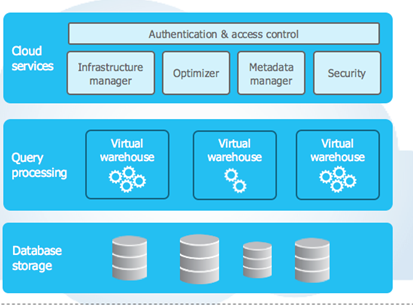 Cloud
services
Authentication & access control
Infrastructure
manager
Optimizer
Metadata
manager
Security
Query
processing
Virtual
warehouse
Virtual
warehouse
Virtual
warehouse
Database
storage